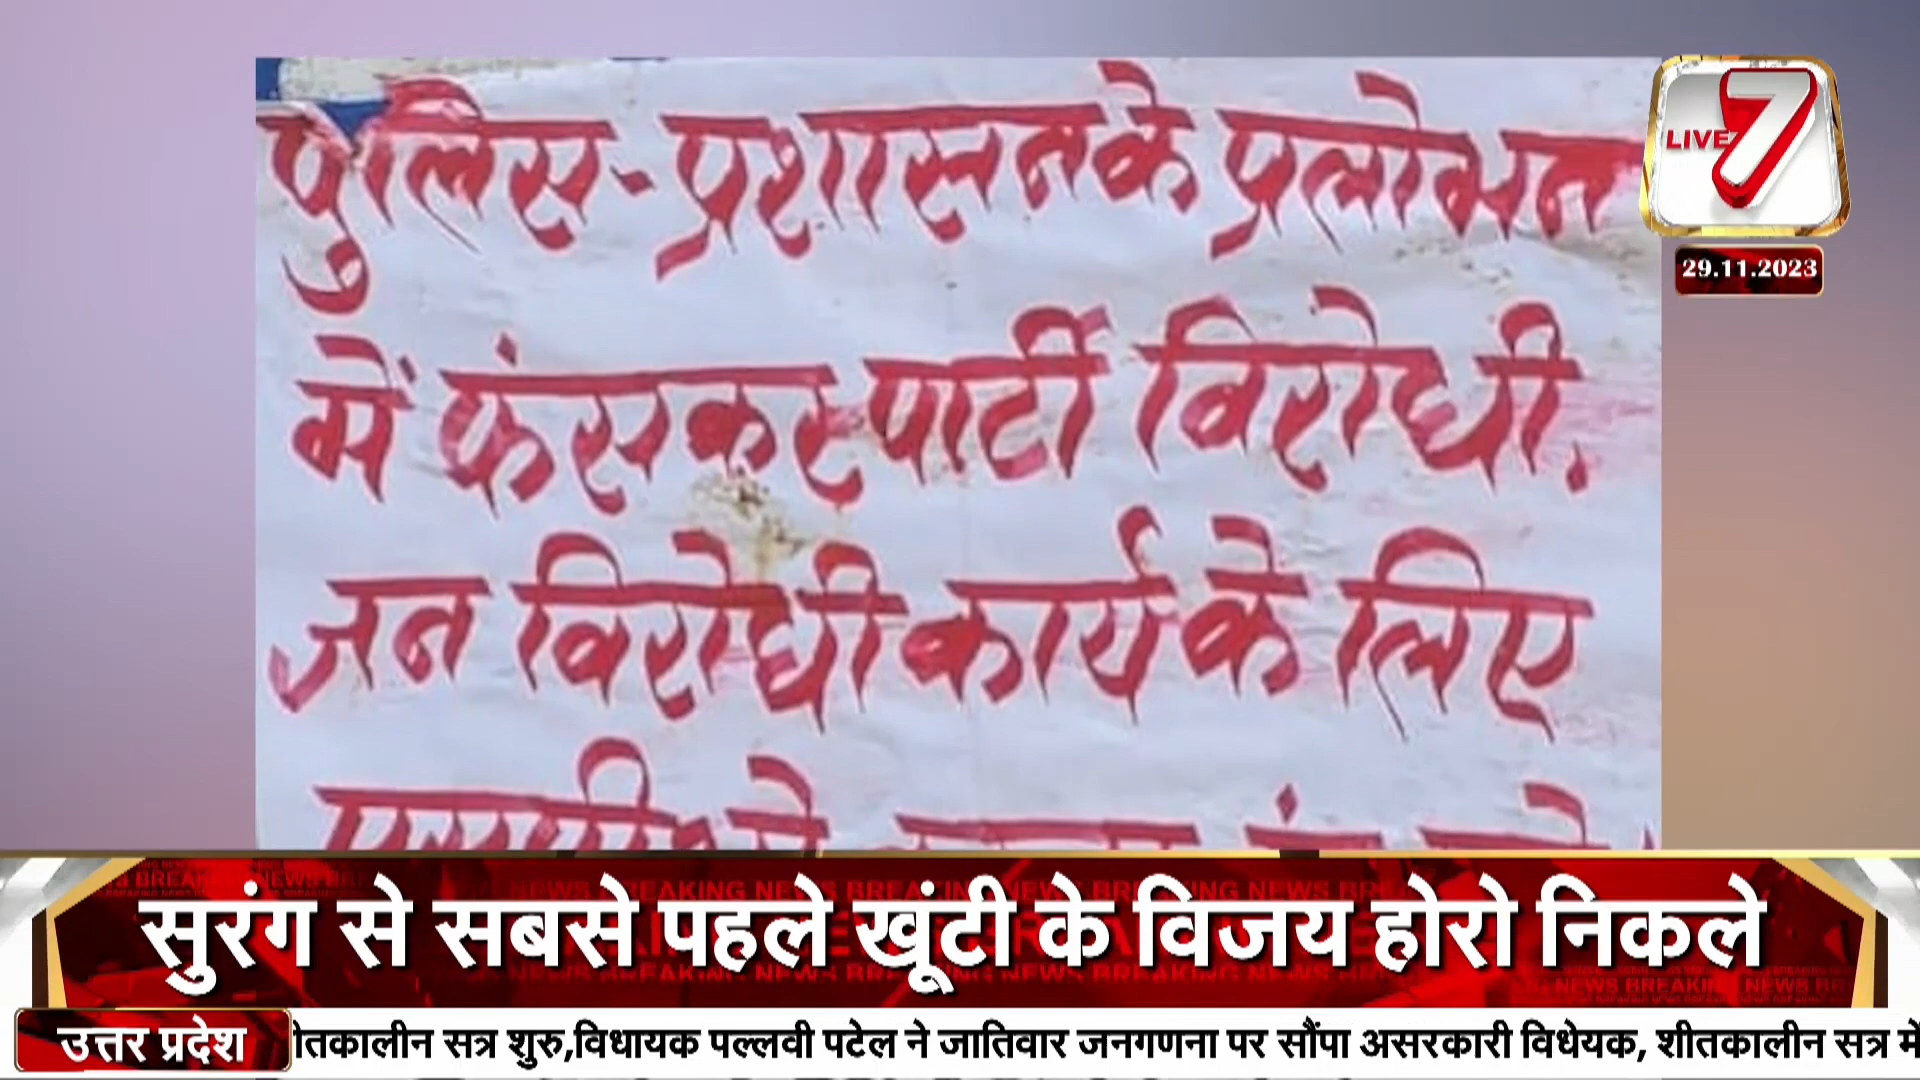 पुलिस-प्रशासन के प्रलोभन
में फंसकर पार्टी विरोधी,
जन विरोधी कार्य के लिए
LIVE 7
29.11.2023
सुरंग से सबसे पहले खूंटी के विजय होरो निकले
उत्तर प्रदेश
शीतकालीन सत्र शुरु,विधायक पल्लवी पटेल ने जातिवार जनगणना पर सौंपा असरकारी विधेयक, शीतकालीन सत्र में